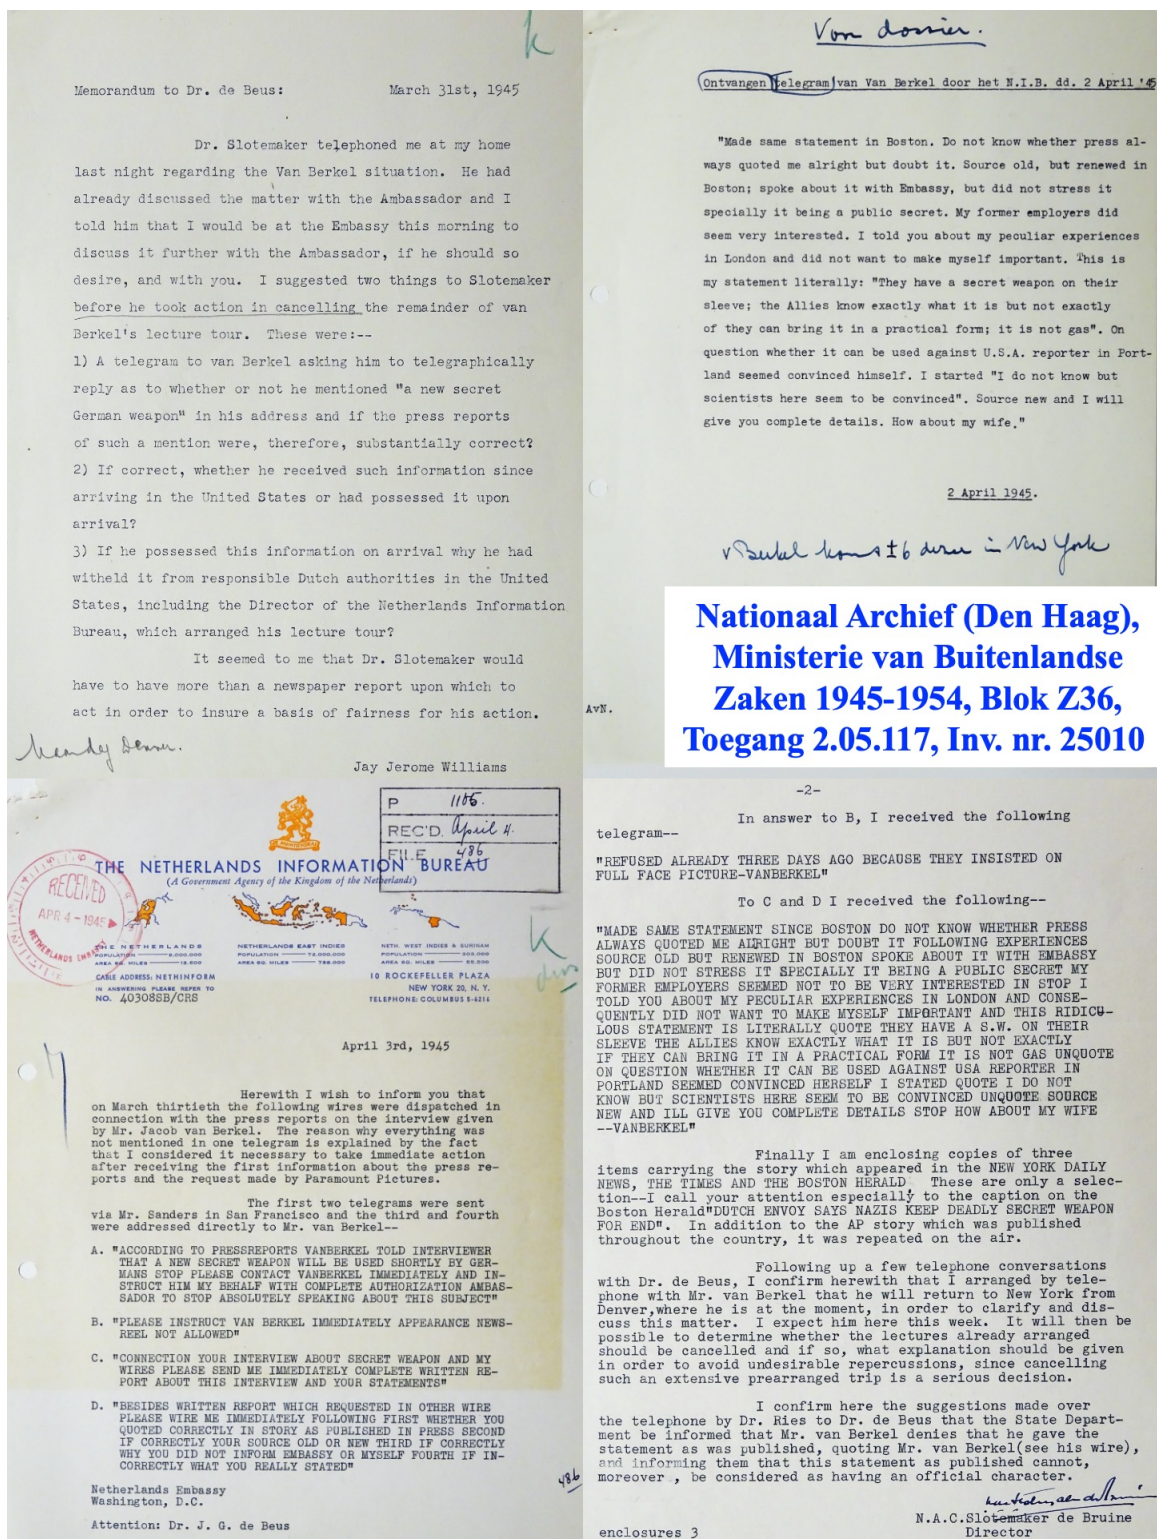 k
Memorandum to Dr. de Beus: March 31st, 1945
Dr. Slotemaker telephoned me at my home
last night regarding the Van Berkel situation. He had
already discussed the matter with the Ambassador and I
told him that I would be at the Embassy this morning to
discuss it further with the Ambassador, if he should so
desire, and with you. I suggested two things to Slotemaker
before he took action in cancelling the remainder of van
Berkel's lecture tour. These were:--
1) A telegram to van Berkel asking him to telegraphically
reply as to whether or not he mentioned "a new secret
German weapon" in his address and if the press reports
of such a mention were, therefore, substantially correct?
2) If correct, whether he received such information since
arriving in the United States or had possessed it upon
arrival?
3) If he possessed this information on arrival why he had
witheld it from responsible Dutch authorities in the United
States, including the Director of the Netherlands Information
Bureau, which arranged his lecture tour?
It seemed to me that Dr. Slotemaker would
have to have more than a newspaper report upon which to
act in order to insure a basis of fairness for his action.
Jay Jerome Williams
Von dossier.
Ontvangen telegram van Van Berkel door het N.I.B. dd. 2 April '45
"Made same statement in Boston. Do not know whether press al-
ways quoted me alright but doubt it. Source old, but renewed in
Boston; spoke about it with Embassy, but did not stress it
specially it being a public secret. My former employers did
seem very interested. I told you about my peculiar experiences
in London and did not want to make myself important. This is
my statement literally: "They have a secret weapon on their
sleeve; the Allies know exactly what it is but not exactly
of they can bring it in a practical form; it is not gas". On
question whether it can be used against U.S.A. reporter in Port-
land seemed convinced himself. I started "I do not know but
scientists here seem to be convinced". Source new and I will
give you complete details. How about my wife."
2 April 1945.
v Berkel komt ±6 dezer in New York
AvN.
Nationaal Archief (Den Haag),
Ministerie van Buitenlandse
Zaken 1945-1954, Blok Z36,
Toegang 2.05.117, Inv. nr. 25010
P 1105.
REC'D. April 4.
FILE 486
THE NETHERLANDS INFORMATION BUREAU
(A Government Agency of the Kingdom of the Netherlands)
RECEIVED
APR 4 - 1945
NETHERLANDS EMBASSY
THE NETHERLANDS
POPULATION 9,000,000
NETHERLANDS EAST INDIES
POPULATION 72,000,000
NETH. WEST INDIES & SURINAM
POPULATION
AREA SQ. MILES
AREA SQ. MILES
AREA SQ. MILES
CABLE ADDRESS: NETHINFORM
IN ANSWERING PLEASE REFER TO
NO. 40308SB/CRS
10 ROCKEFELLER PLAZA
NEW YORK 20, N. Y.
TELEPHONE: COLUMBUS 5-6216
k
April 3rd, 1945
Herewith I wish to inform you that
on March thirtieth the following wires were dispatched in
connection with the press reports on the interview given
by Mr. Jacob van Berkel. The reason why everything was
not mentioned in one telegram is explained by the fact
that I considered it necessary to take immediate action
after receiving the first information about the press re-
ports and the request made by Paramount Pictures.
The first two telegrams were sent
via Mr. Sanders in San Francisco and the third and fourth
were addressed directly to Mr. van Berkel--
A. "ACCORDING TO PRESSREPORTS VANBERKEL TOLD INTERVIEWER
THAT A NEW SECRET WEAPON WILL BE USED SHORTLY BY GER-
MANS STOP PLEASE CONTACT VANBERKEL IMMEDIATELY AND IN-
STRUCT HIM MY BEHALF WITH COMPLETE AUTHORIZATION AMBAS-
SADOR TO STOP ABSOLUTELY SPEAKING ABOUT THIS SUBJECT"
B. "PLEASE INSTRUCT VAN BERKEL IMMEDIATELY APPEARANCE NEWS-
REEL NOT ALLOWED"
C. "CONNECTION YOUR INTERVIEW ABOUT SECRET WEAPON AND MY
WIRES PLEASE SEND ME IMMEDIATELY COMPLETE WRITTEN RE-
PORT ABOUT THIS INTERVIEW AND YOUR STATEMENTS"
D. "BESIDES WRITTEN REPORT WHICH REQUESTED IN OTHER WIRE
PLEASE WIRE ME IMMEDIATELY FOLLOWING FIRST WHETHER YOU
QUOTED CORRECTLY IN STORY AS PUBLISHED IN PRESS SECOND
IF CORRECTLY YOUR SOURCE OLD OR NEW THIRD IF CORRECTLY
WHY YOU DID NOT INFORM EMBASSY OR MYSELF FOURTH IF IN-
CORRECTLY WHAT YOU REALLY STATED"
486
Netherlands Embassy
Washington, D.C.
Attention: Dr. J. G. de Beus
-2-
In answer to B, I received the following
telegram--
"REFUSED ALREADY THREE DAYS AGO BECAUSE THEY INSISTED ON
FULL FACE PICTURE-VANBERKEL"
To C and D I received the following--
"MADE SAME STATEMENT SINCE BOSTON DO NOT KNOW WHETHER PRESS
ALWAYS QUOTED ME ALRIGHT BUT DOUBT IT FOLLOWING EXPERIENCES
SOURCE OLD BUT RENEWED IN BOSTON SPOKE ABOUT IT WITH EMBASSY
BUT DID NOT STRESS IT SPECIALLY IT BEING A PUBLIC SECRET MY
FORMER EMPLOYERS SEEMED NOT TO BE VERY INTERESTED IN STOP I
TOLD YOU ABOUT MY PECULIAR EXPERIENCES IN LONDON AND CONSE-
QUENTLY DID NOT WANT TO MAKE MYSELF IMPORTANT AND THIS RIDICU-
LOUS STATEMENT IS LITERALLY QUOTE THEY HAVE A S.W. ON THEIR
SLEEVE THE ALLIES KNOW EXACTLY WHAT IT IS BUT NOT EXACTLY
IF THEY CAN BRING IT IN A PRACTICAL FORM IT IS NOT GAS UNQUOTE
ON QUESTION WHETHER IT CAN BE USED AGAINST USA REPORTER IN
PORTLAND SEEMED CONVINCED HERSELF I STATED QUOTE I DO NOT
KNOW BUT SCIENTISTS HERE SEEM TO BE CONVINCED UNQUOTE SOURCE
NEW AND ILL GIVE YOU COMPLETE DETAILS STOP HOW ABOUT MY WIFE
--VANBERKEL"
Finally I am enclosing copies of three
items carrying the story which appeared in the NEW YORK DAILY
NEWS, THE TIMES AND THE BOSTON HERALD. These are only a selec-
tion--I call your attention especially to the caption on the
Boston Herald"DUTCH ENVOY SAYS NAZIS KEEP DEADLY SECRET WEAPON
FOR END". In addition to the AP story which was published
throughout the country, it was repeated on the air.
Following up a few telephone conversations
with Dr. de Beus, I confirm herewith that I arranged by tele-
phone with Mr. van Berkel that he will return to New York from
Denver,where he is at the moment, in order to clarify and dis-
cuss this matter. I expect him here this week. It will then be
possible to determine whether the lectures already arranged
should be cancelled and if so, what explanation should be given
in order to avoid undesirable repercussions, since cancelling
such an extensive prearranged trip is a serious decision.
I confirm here the suggestions made over
the telephone by Dr. Ries to Dr. de Beus that the State Depart-
ment be informed that Mr. van Berkel denies that he gave the
statement as was published, quoting Mr. van Berkel(see his wire),
and informing them that this statement as published cannot,
moreover , be considered as having an official character.
N.A.C.Slotemaker de Bruine
Director
enclosures 3